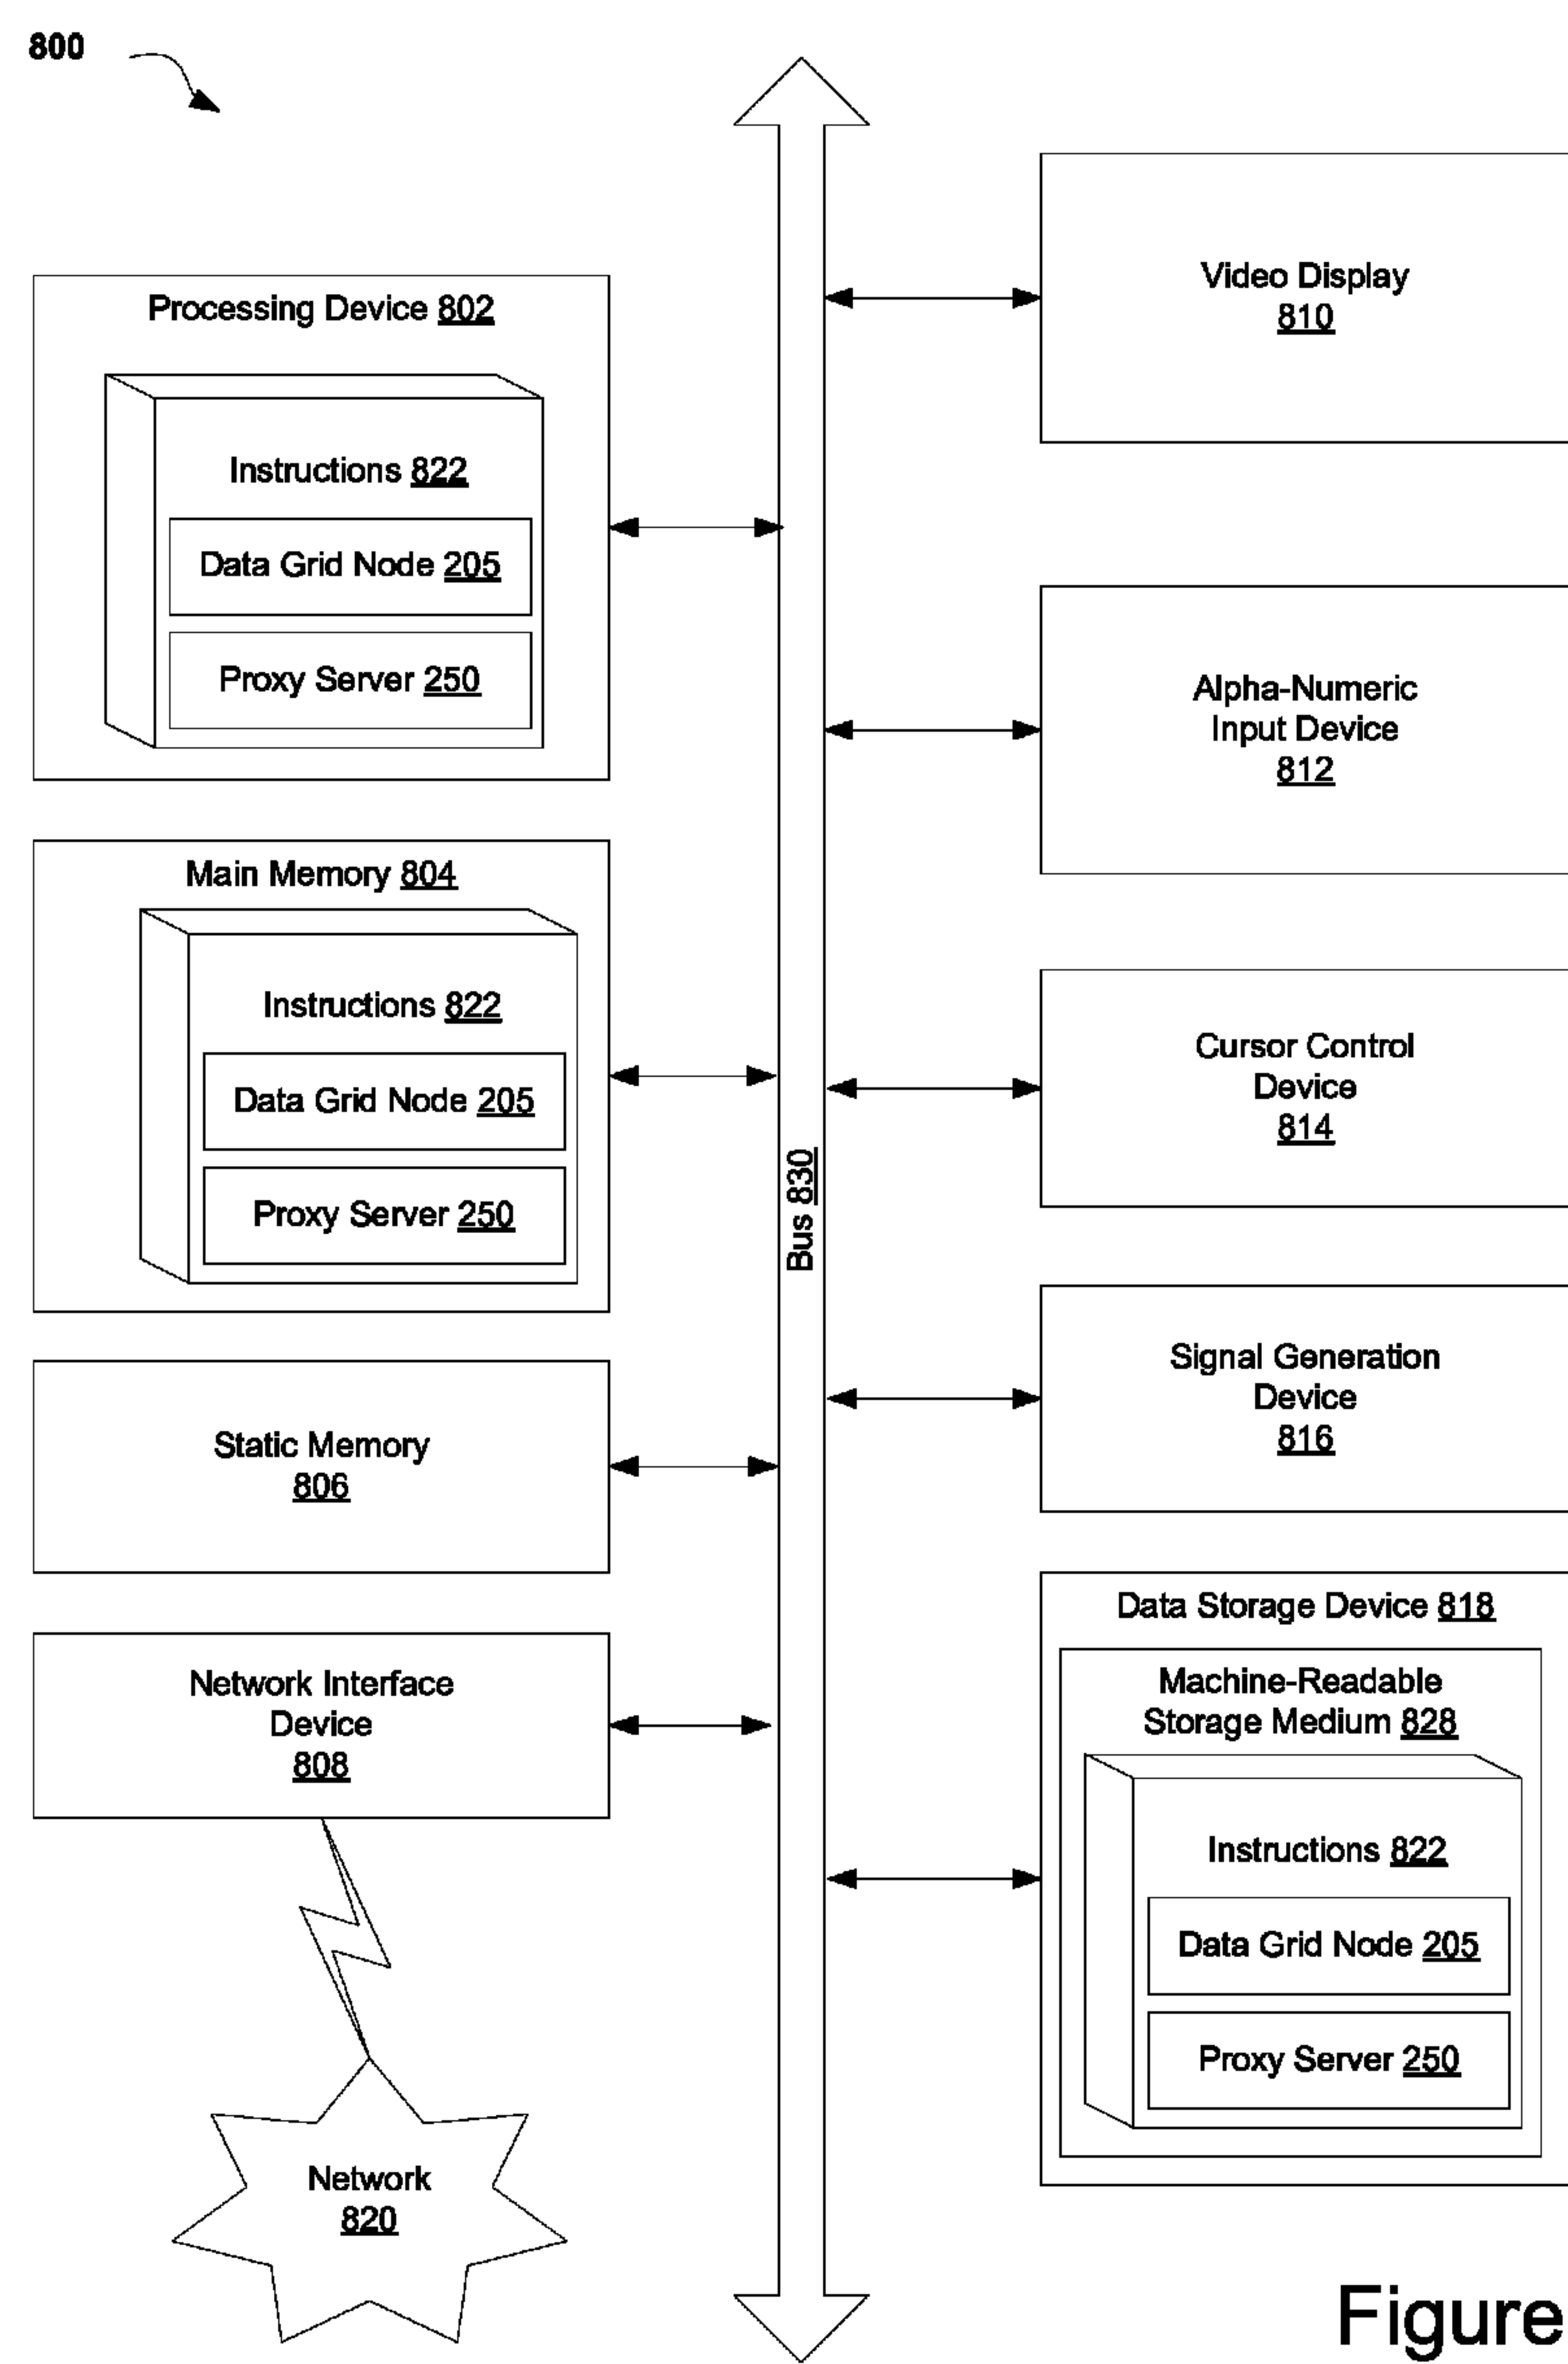 800
Processing Device 802
Instructions 822
Data Grid Node 205
Proxy Server 250
Main Memory 804
Instructions 822
Data Grid Node 205
Proxy Server 250
Static Memory
806
Network Interface
Device
808
Network
820
Bus 830
Video Display
810
Alpha-Numeric
Input Device
812
Cursor Control
Device
814
Signal Generation
Device
816
Data Storage Device 818
Machine-Readable
Storage Medium 828
Instructions 822
Data Grid Node 205
Proxy Server 250
Figure